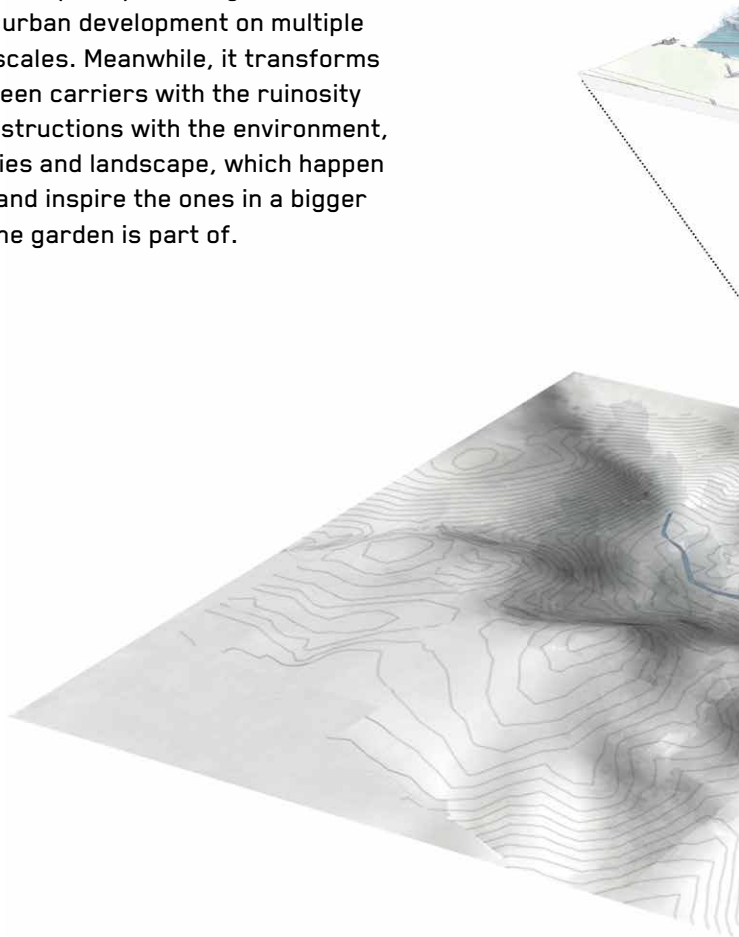 urban development on multiple
scales. Meanwhile, it transforms
een carriers with the ruinosity
structions with the environment,
ies and landscape, which happen
and inspire the ones in a bigger
ne garden is part of.